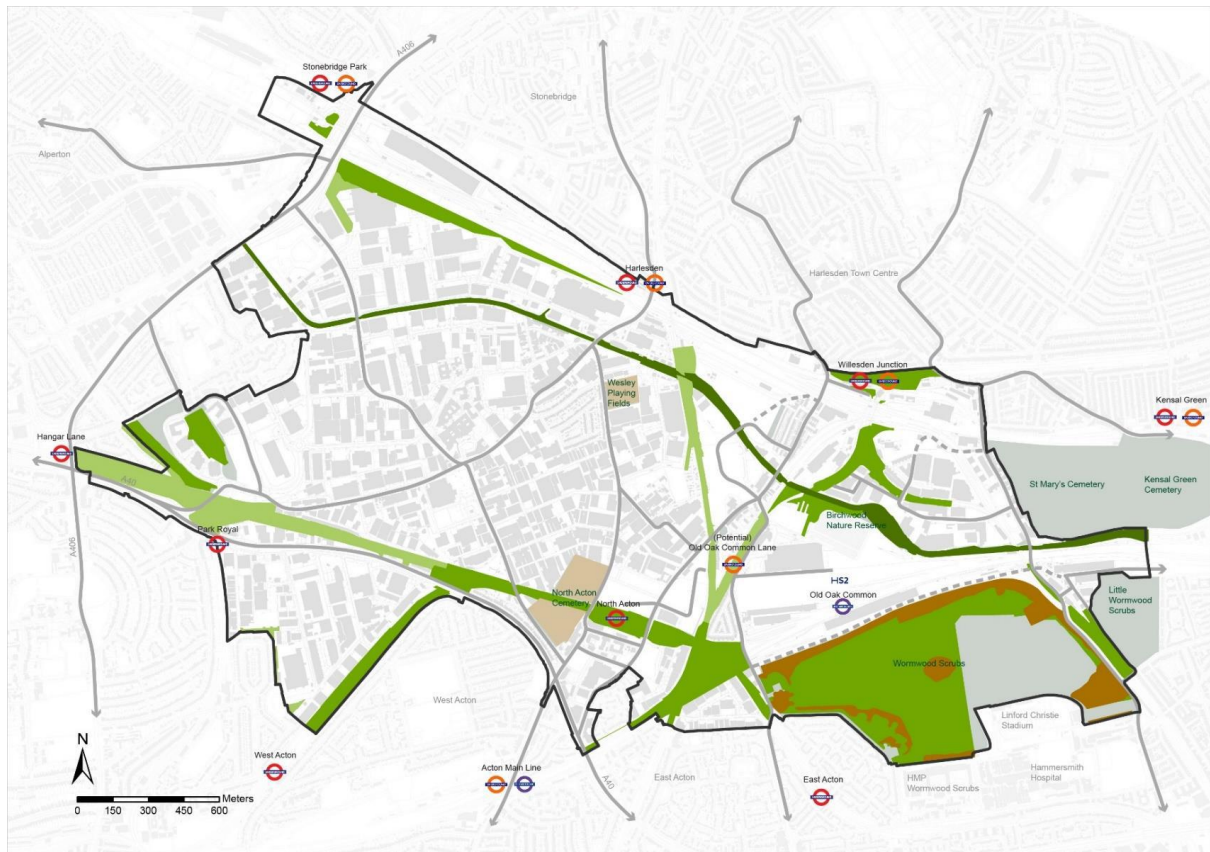 A406
Stonebridge Park
Stonebridge
Alperton
Harlesden
Harlesden Town Centre
Willesden Junction
Kensal Green
Wesley
Playing
Fields
Hangar Lane
A40
St Mary's Cemetery
Kensal Green
Cemetery
Park Royal
Birchwood
Nature Reserve
(Potential)
Old Oak Common Lane
A406
HS2
Old Oak Common
North Acton
Cemetery
North Acton
Little
Wormwood
Scrubs
Wormwood Scrubs
West Acton
Linford Christie
Stadium
N
West Acton
Acton Main Line
East Acton
A40
East Acton
HMP
Wormwood Scrubs
Hammersmith
Hospital
Meters
0 150 300 450 600